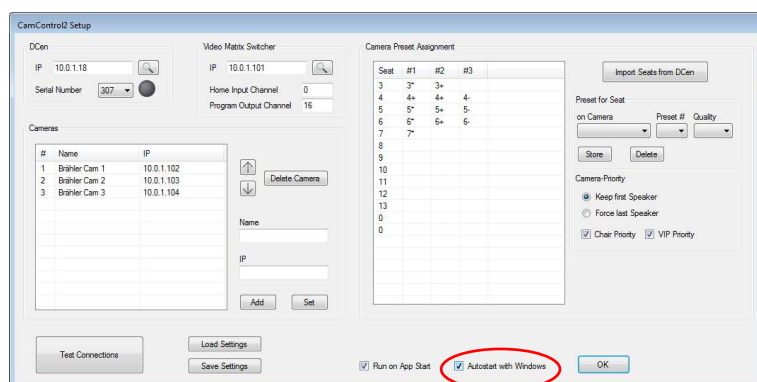 CamControl2 Setup
DCen
IP 10.0.1.18
Serial Number 307
Video Matrix Switcher
IP 10.0.1.101
Home Input Channel 0
Program Output Channel 16
Cameras
# Name IP
1 Brähler Cam 1 10.0.1.102
2 Brähler Cam 2 10.0.1.103
3 Brähler Cam 3 10.0.1.104
Delete Camera
Name
IP
Add Set
Test Connections
Load Settings
Save Settings
Camera Preset Assignment
Seat #1 #2 #3
3 3* 3+
4 4+ 4+ 4-
5 5* 5+ 5-
6 6* 6+ 6-
7 7*
8
9
10
11
12
13
0
0
Import Seats from DCen
Preset for Seat
on Camera Preset # Quality
Store Delete
Camera-Priority
Keep first Speaker
Force last Speaker
Chair Priority VIP Priority
Run on App Start Autostart with Windows OK